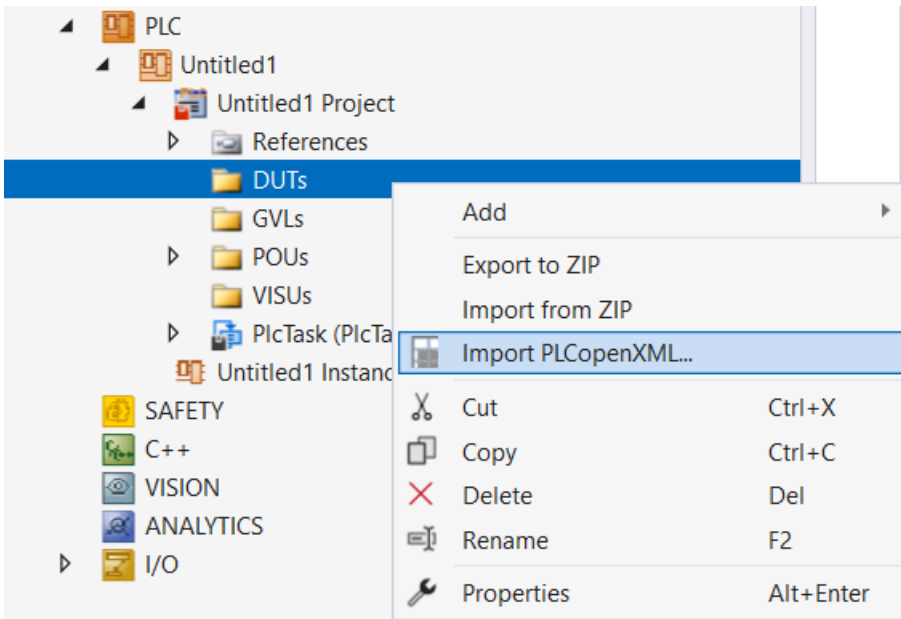 PLC
Untitled1
Untitled1 Project
References
DUTs
GVLs
POUs
VISUs
PlcTask (PlcTa
Untitled1 Instanc
SAFETY
C++
VISION
ANALYTICS
I/O
Add
Export to ZIP
Import from ZIP
Import PLCopenXML...
Cut Ctrl+X
Copy Ctrl+C
Delete Del
Rename F2
Properties Alt+Enter